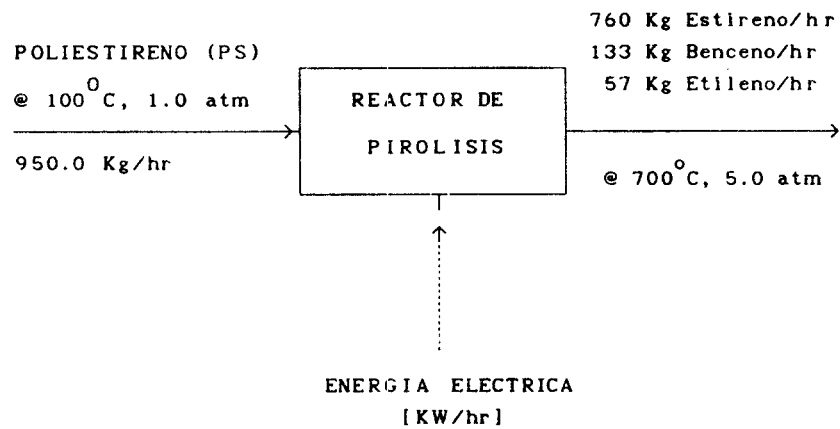 POLIESTIRENO (PS)
@ 100°C, 1.0 atm
950.0 Kg/hr
REACTOR DE
PIROLISIS
760 Kg Estireno/hr
133 Kg Benceno/hr
57 Kg Etileno/hr
@ 700°C, 5.0 atm
ENERGIA ELECTRICA
[KW/hr]